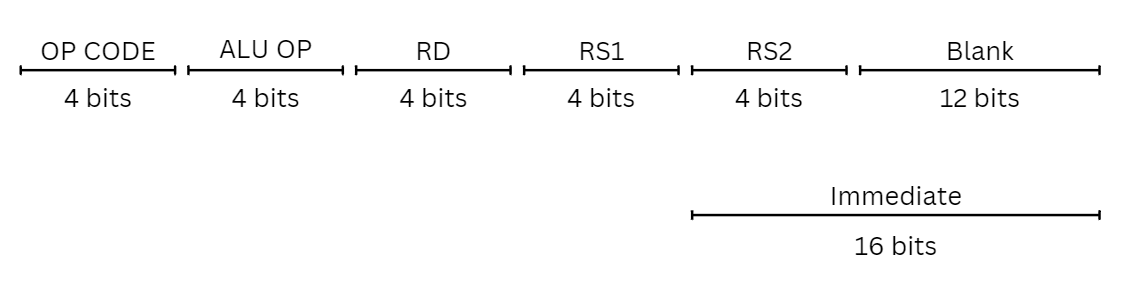 OP CODE ALU OP RD RS1 RS2 Blank
4 bits 4 bits 4 bits 4 bits 4 bits 12 bits
Immediate
16 bits